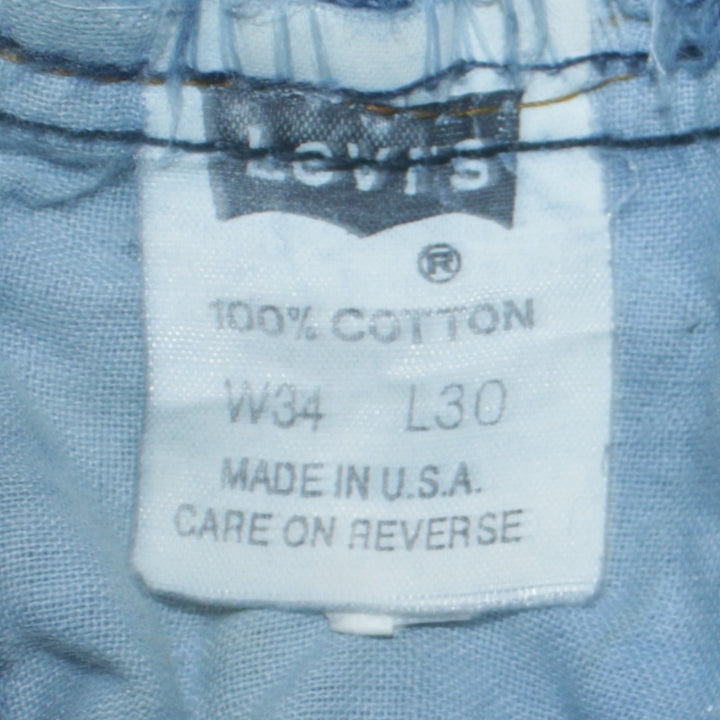 LEVI'S
®
100% COTTON
W34 L30
MADE IN U.S.A.
CARE ON REVERSE